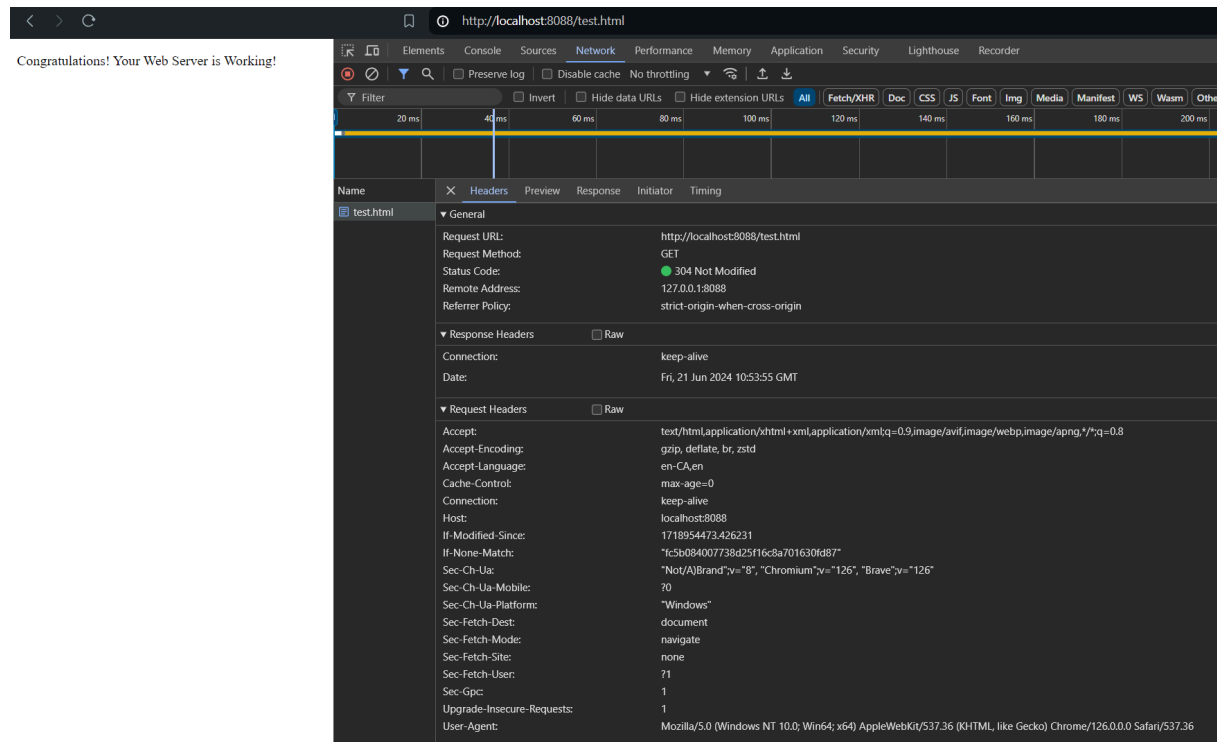 http://localhost:8088/test.html
Congratulations! Your Web Server is Working!
Elements Console Sources Network Performance Memory Application Security Lighthouse Recorder
Preserve log Disable cache No throttling
Filter Invert Hide data URLs Hide extension URLs All Fetch/XHR Doc CSS JS Font Img Media Manifest WS Wasm Othe
20 ms 40 ms 60 ms 80 ms 100 ms 120 ms 140 ms 160 ms 180 ms 200 ms
Name Headers Preview Response Initiator Timing
test.html
General
Request URL: http://localhost:8088/test.html
Request Method: GET
Status Code: 304 Not Modified
Remote Address: 127.0.0.1:8088
Referrer Policy: strict-origin-when-cross-origin
Response Headers Raw
Connection: keep-alive
Date: Fri, 21 Jun 2024 10:53:55 GMT
Request Headers Raw
Accept: text/html,application/xhtml+xml,application/xml;q=0.9,image/avif,image/webp,image/apng,*/*;q=0.8
Accept-Encoding: gzip, deflate, br, zstd
Accept-Language: en-CA,en
Cache-Control: max-age=0
Connection: keep-alive
Host: localhost:8088
If-Modified-Since: 1718954473.426231
If-None-Match: "fc5b084007738d25f16c8a701630fd87"
Sec-Ch-Ua: "Not/A)Brand";v="8", "Chromium";v="126", "Brave";v="126"
Sec-Ch-Ua-Mobile: ?0
Sec-Ch-Ua-Platform: "Windows"
Sec-Fetch-Dest: document
Sec-Fetch-Mode: navigate
Sec-Fetch-Site: none
Sec-Fetch-User: ?1
Sec-Gpc: 1
Upgrade-Insecure-Requests: 1
User-Agent: Mozilla/5.0 (Windows NT 10.0; Win64; x64) AppleWebKit/537.36 (KHTML, like Gecko) Chrome/126.0.0.0 Safari/537.36